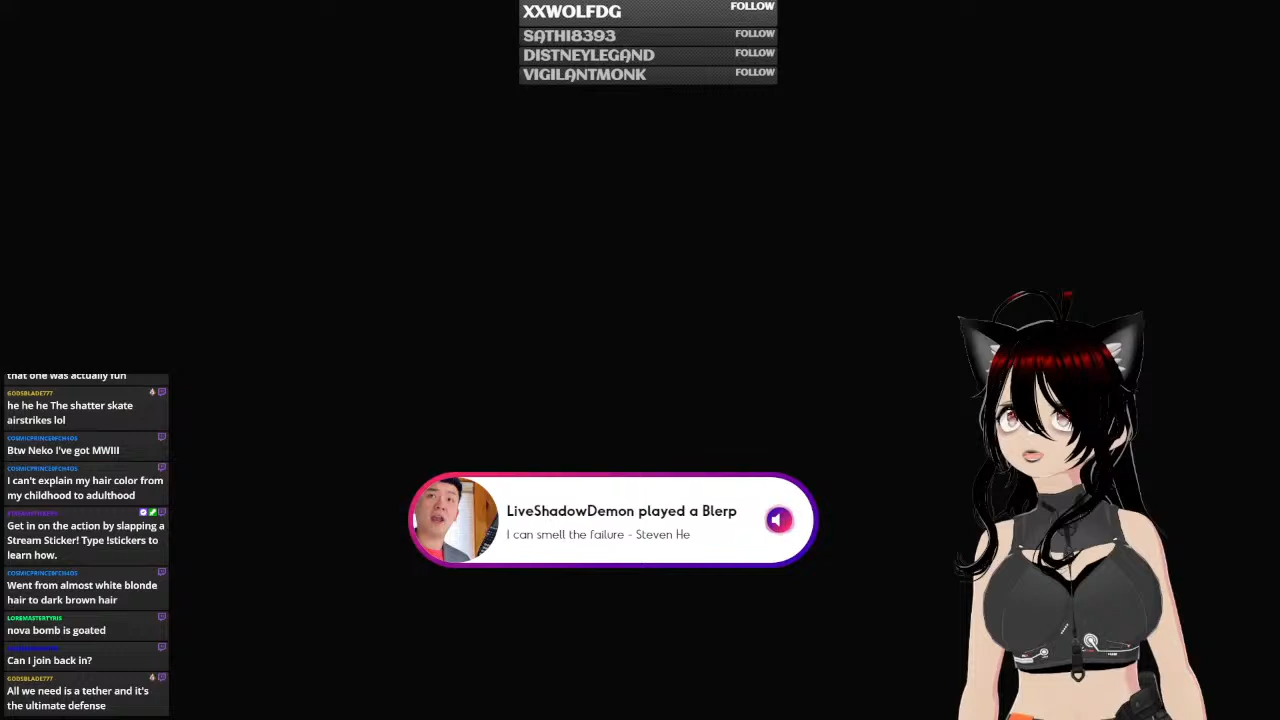 XXWOLFDG FOLLOW
SATHI8393 FOLLOW
DISTNEYLEGAND FOLLOW
VIGILANTMONK FOLLOW
that one was actually fun
GODSBLADE777
he he he The shatter skate
airstrikes lol
Btw Neko I've got MWIII
I can't explain my hair color from
my childhood to adulthood
Get in on the action by slapping a
Stream Sticker! Type !stickers to
learn how.
Went from almost white blonde
hair to dark brown hair
LOREMASTERTYRIS
nova bomb is goated
Can I join back in?
GODSBLADE777
All we need is a tether and it's
the ultimate defense
LiveShadowDemon played a Blerp
I can smell the failure - Steven He